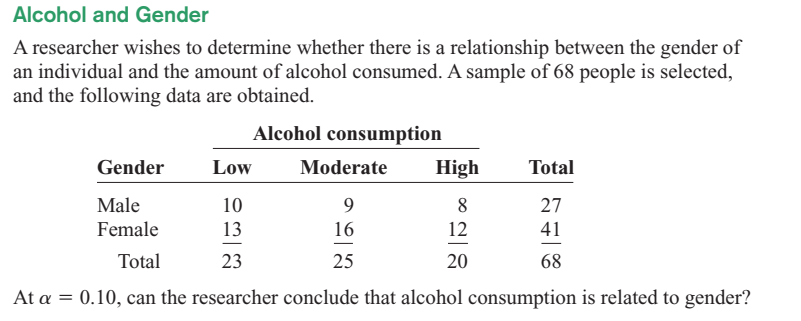 Alcohol and Gender
A researcher wishes to determine whether there is a relationship between the gender of
an individual and the amount of alcohol consumed. A sample of 68 people is selected,
and the following data are obtained.
Alcohol consumption
Gender Low Moderate High Total
Male 10 9 8 27
Female 13 16 12 41
Total 23 25 20 68
At α = 0.10, can the researcher conclude that alcohol consumption is related to gender?